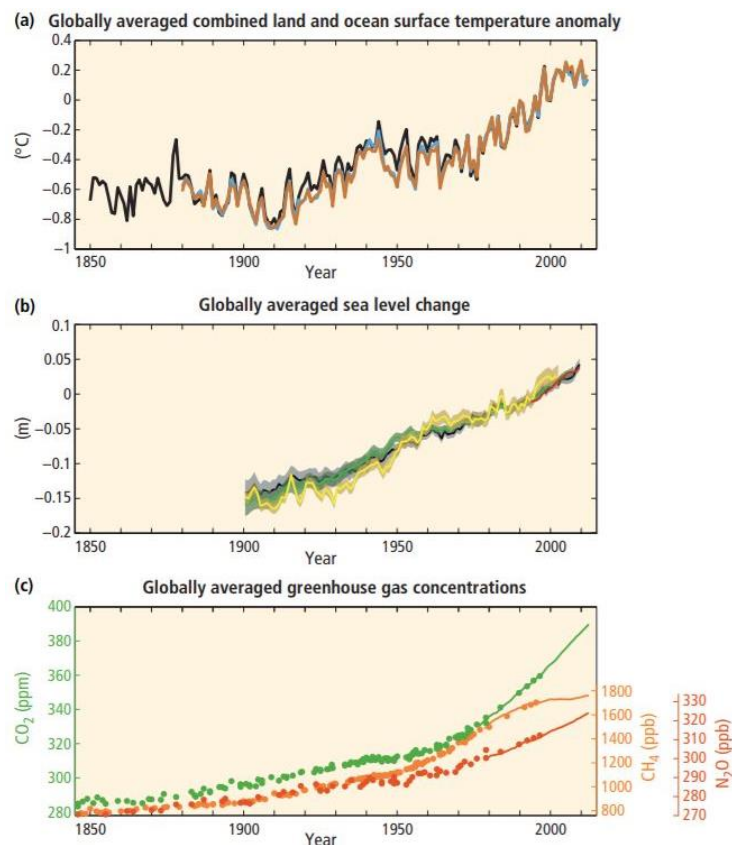 (a) Globally averaged combined land and ocean surface temperature anomaly
0.4
0.2
0
−0.2
−0.4
−0.6
−0.8
−1
(°C)
1850 1900 1950 2000
Year
(b) Globally averaged sea level change
0.1
0.05
0
−0.05
−0.1
−0.15
−0.2
(m)
1850 1900 1950 2000
Year
(c) Globally averaged greenhouse gas concentrations
400
380
360
340
320
300
280
CO₂ (ppm)
1800
1600
1400
1200
1000
800
CH₄ (ppb)
330
320
310
300
290
280
270
N₂O (ppb)
1850 1900 1950 2000
Year